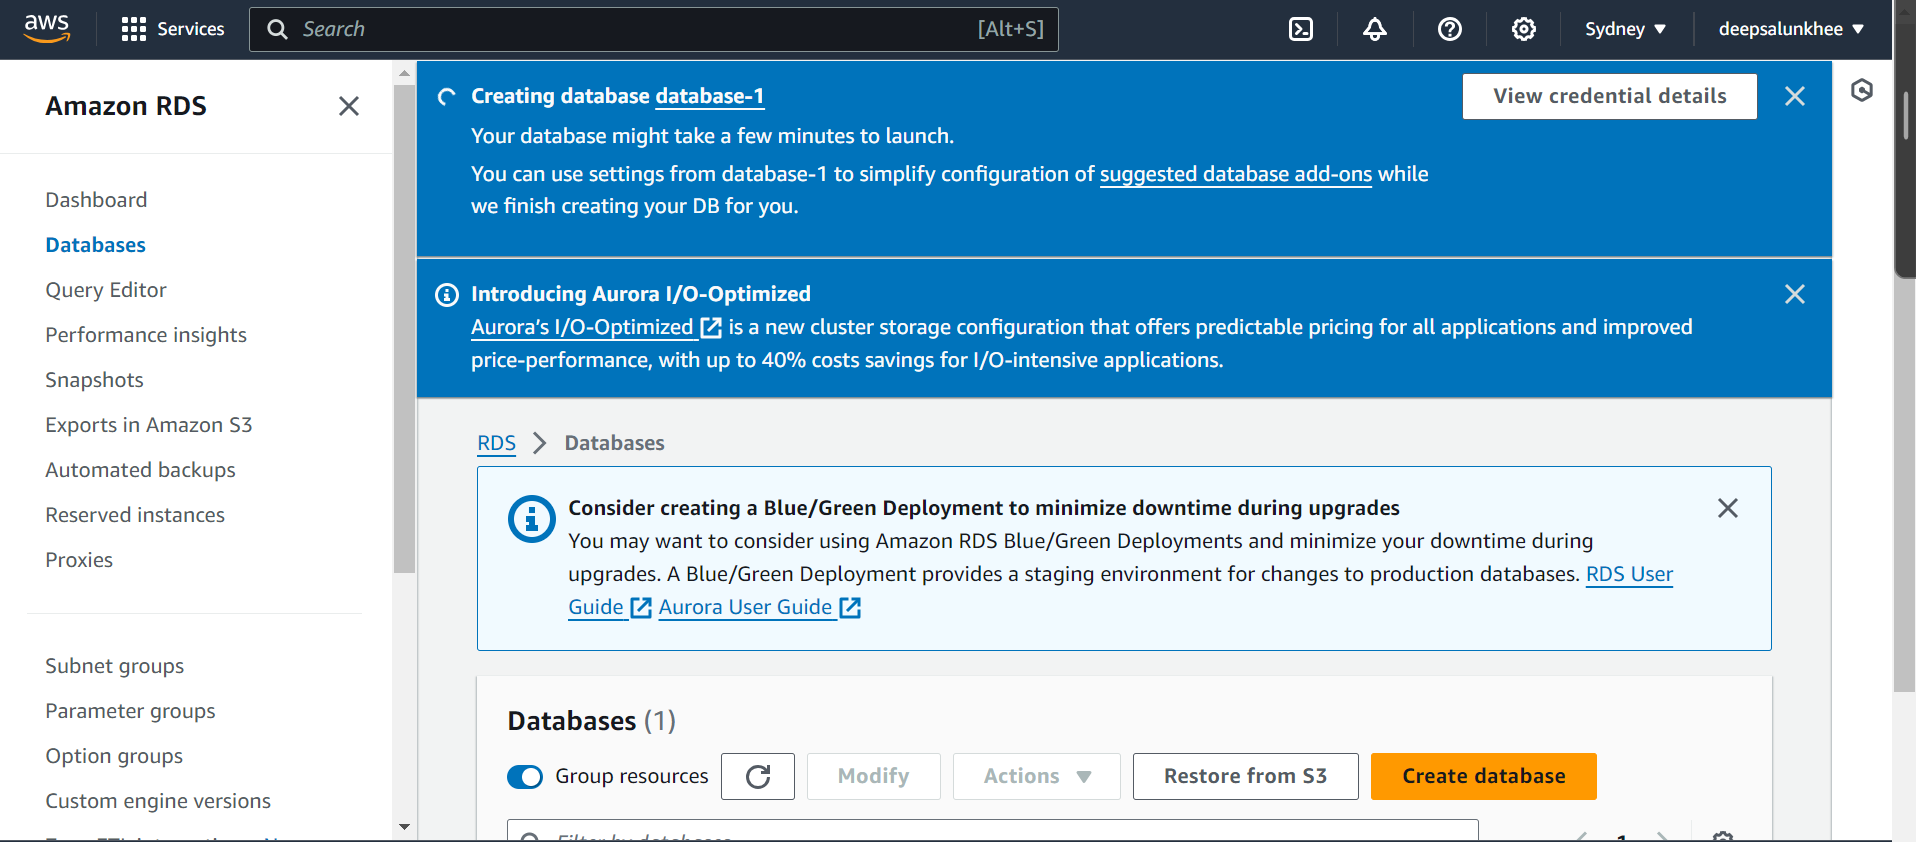 aws
Services
Search
[Alt+S]
Sydney
deepsalunkhee
Amazon RDS
Dashboard
Databases
Query Editor
Performance insights
Snapshots
Exports in Amazon S3
Automated backups
Reserved instances
Proxies
Subnet groups
Parameter groups
Option groups
Custom engine versions
Creating database database-1
View credential details
Your database might take a few minutes to launch.
You can use settings from database-1 to simplify configuration of suggested database add-ons while
we finish creating your DB for you.
Introducing Aurora I/O-Optimized
Aurora's I/O-Optimized is a new cluster storage configuration that offers predictable pricing for all applications and improved
price-performance, with up to 40% costs savings for I/O-intensive applications.
RDS > Databases
Consider creating a Blue/Green Deployment to minimize downtime during upgrades
You may want to consider using Amazon RDS Blue/Green Deployments and minimize your downtime during
upgrades. A Blue/Green Deployment provides a staging environment for changes to production databases. RDS User
Guide Aurora User Guide
Databases (1)
Group resources
Modify
Actions
Restore from S3
Create database